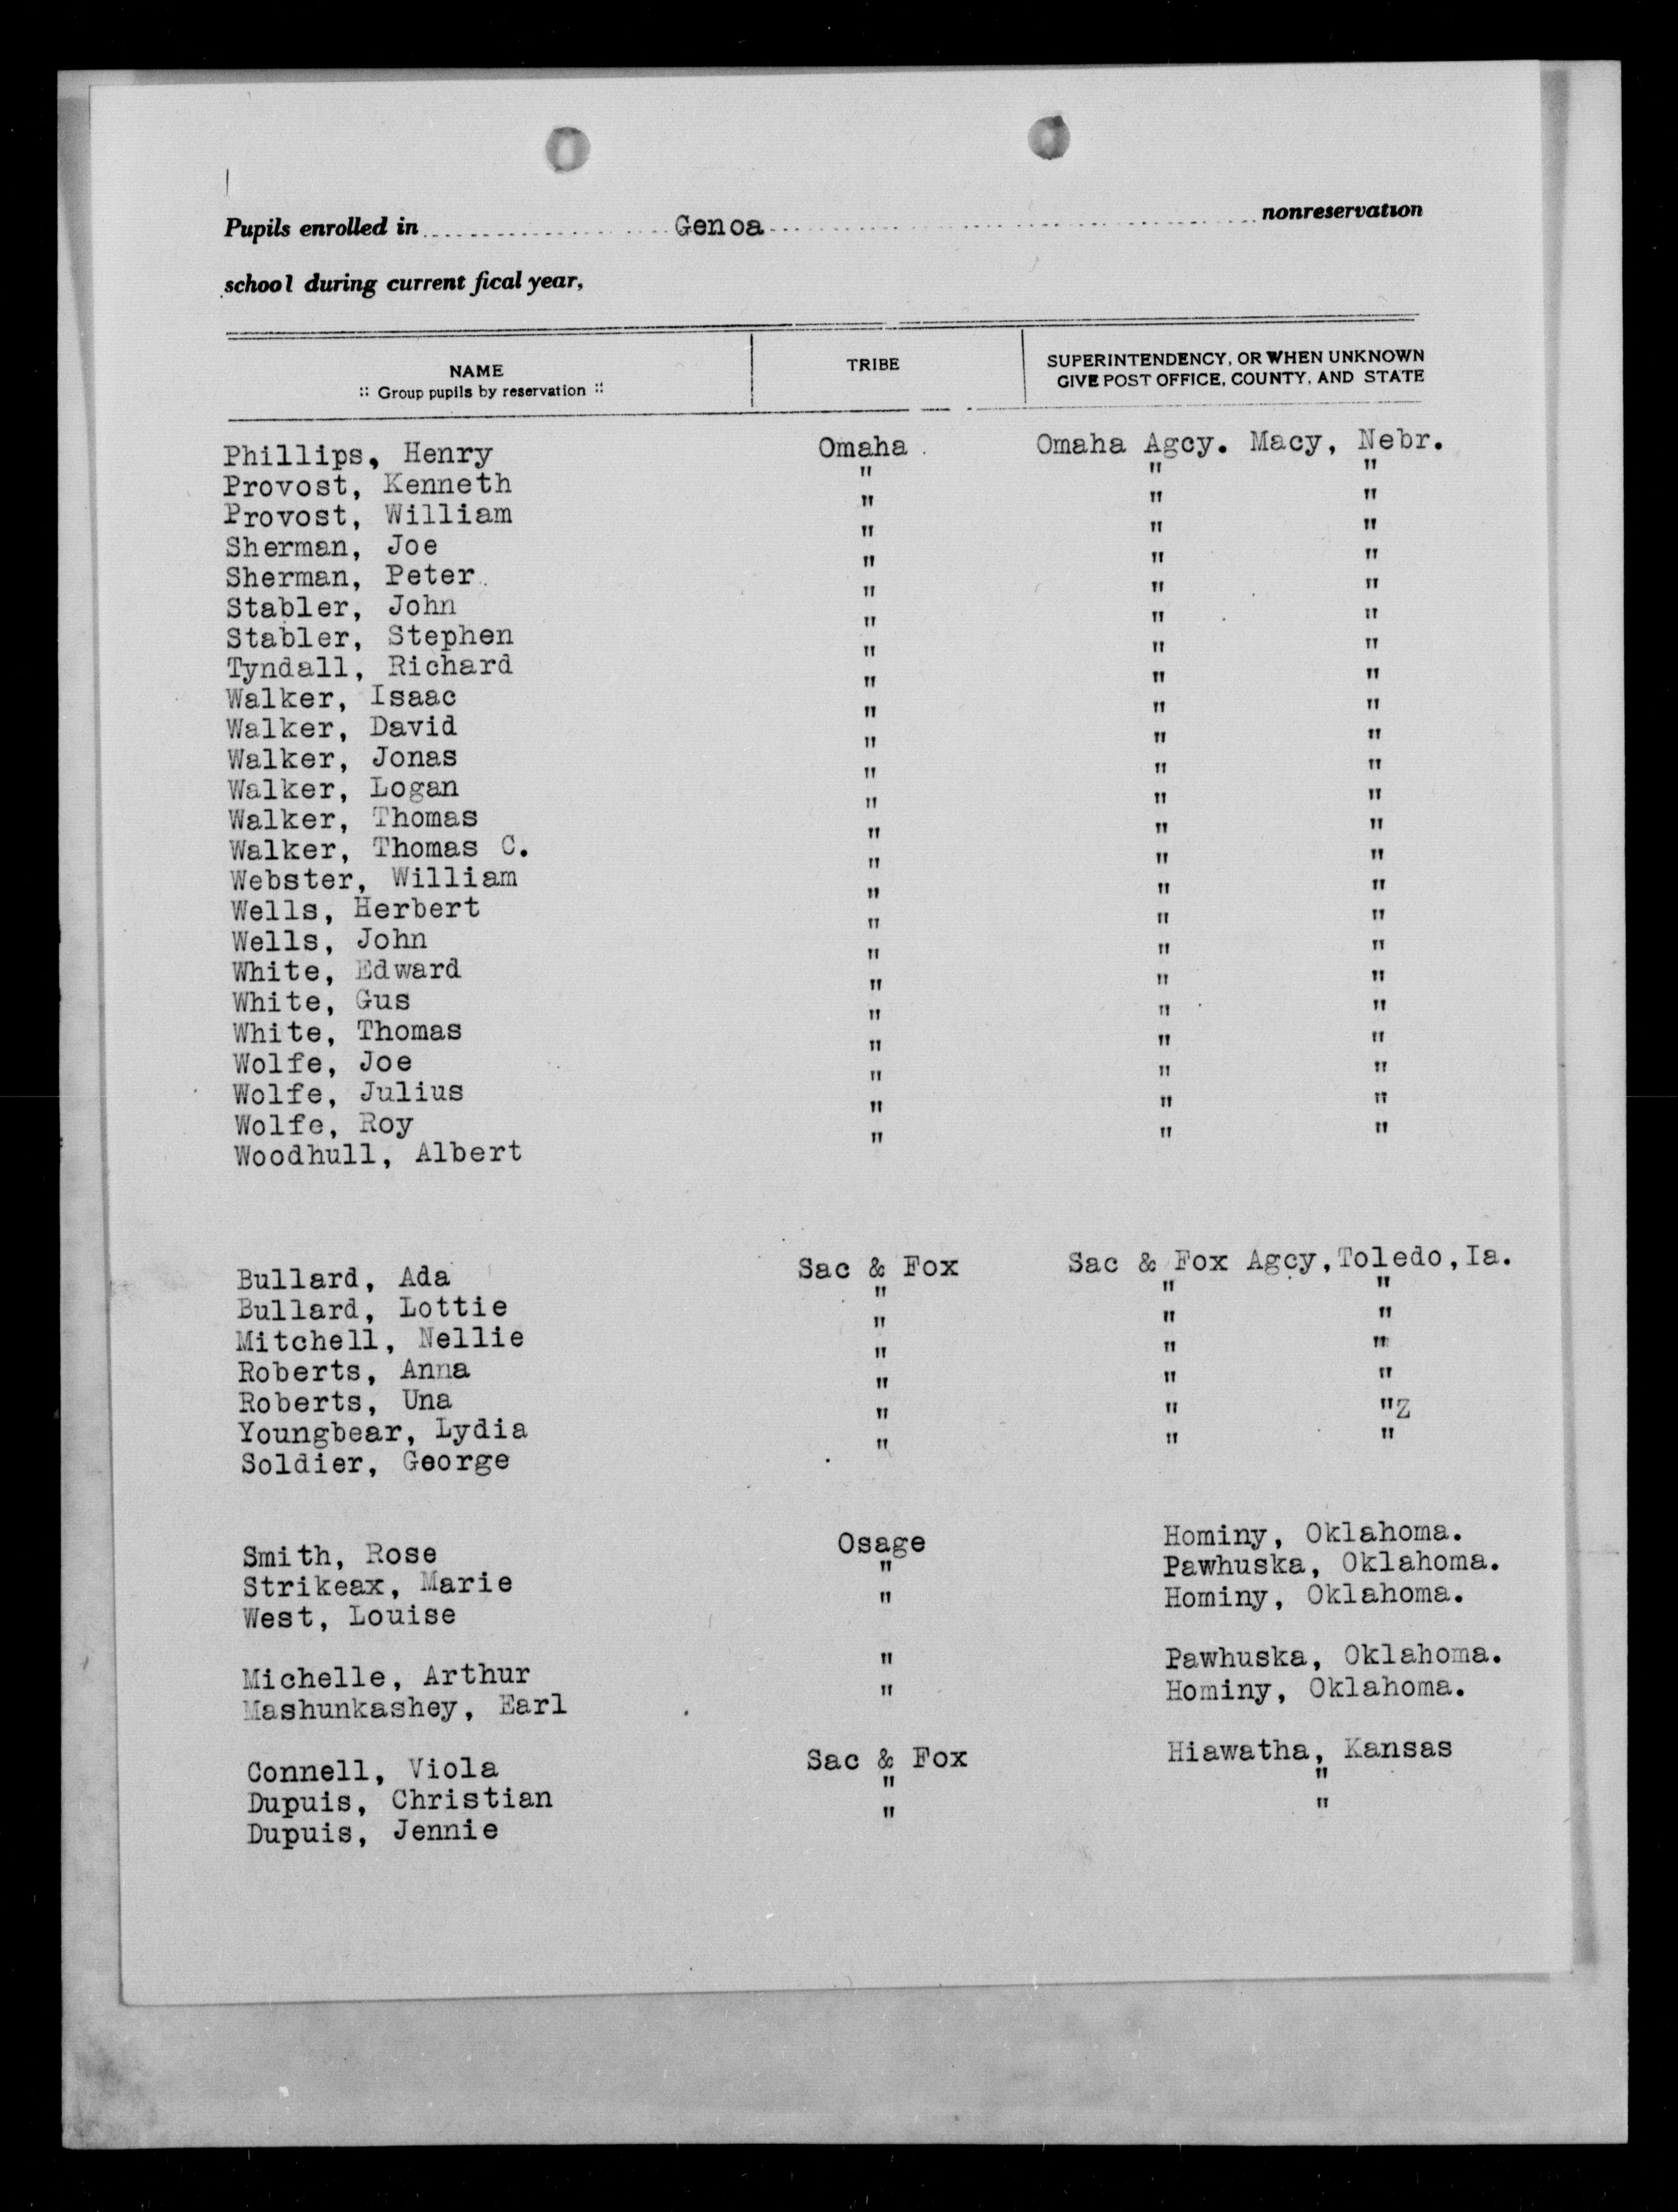 Pupils enrolled in Genoa nonreservation
school during current fical year,
NAME TRIBE SUPERINTENDENCY, OR WHEN UNKNOWN
:: Group pupils by reservation :: GIVE POST OFFICE, COUNTY, AND STATE
Phillips, Henry Omaha Omaha Agcy. Macy, Nebr.
Provost, Kenneth " " "
Provost, William " " "
Sherman, Joe " " "
Sherman, Peter " " "
Stabler, John " " "
Stabler, Stephen " " "
Tyndall, Richard " " "
Walker, Isaac " " "
Walker, David " " "
Walker, Jonas " " "
Walker, Logan " " "
Walker, Thomas " " "
Walker, Thomas C. " " "
Webster, William " " "
Wells, Herbert " " "
Wells, John " " "
White, Edward " " "
White, Gus " " "
White, Thomas " " "
Wolfe, Joe " " "
Wolfe, Julius " " "
Wolfe, Roy " " "
Woodhull, Albert " " "
Bullard, Ada Sac & Fox Sac & Fox Agcy,Toledo,Ia.
Bullard, Lottie " " "
Mitchell, Nellie " " "
Roberts, Anna " " "
Roberts, Una " " "
Youngbear, Lydia " " "Z
Soldier, George " " "
Smith, Rose Osage Hominy, Oklahoma.
Strikeax, Marie " Pawhuska, Oklahoma.
West, Louise " Hominy, Oklahoma.
Michelle, Arthur " Pawhuska, Oklahoma.
Mashunkashey, Earl " Hominy, Oklahoma.
Connell, Viola Sac & Fox Hiawatha, Kansas
Dupuis, Christian " "
Dupuis, Jennie " "